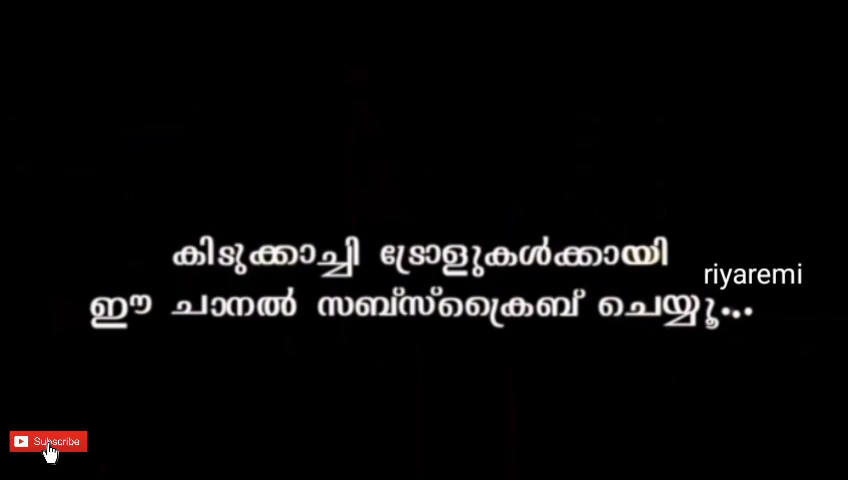 കിടുക്കാച്ചി ട്രോളുകൾക്കായി
riyaremi
ഈ ചാനൽ സബ്സ്ക്രൈബ് ചെയ്യൂ...
Subscribe